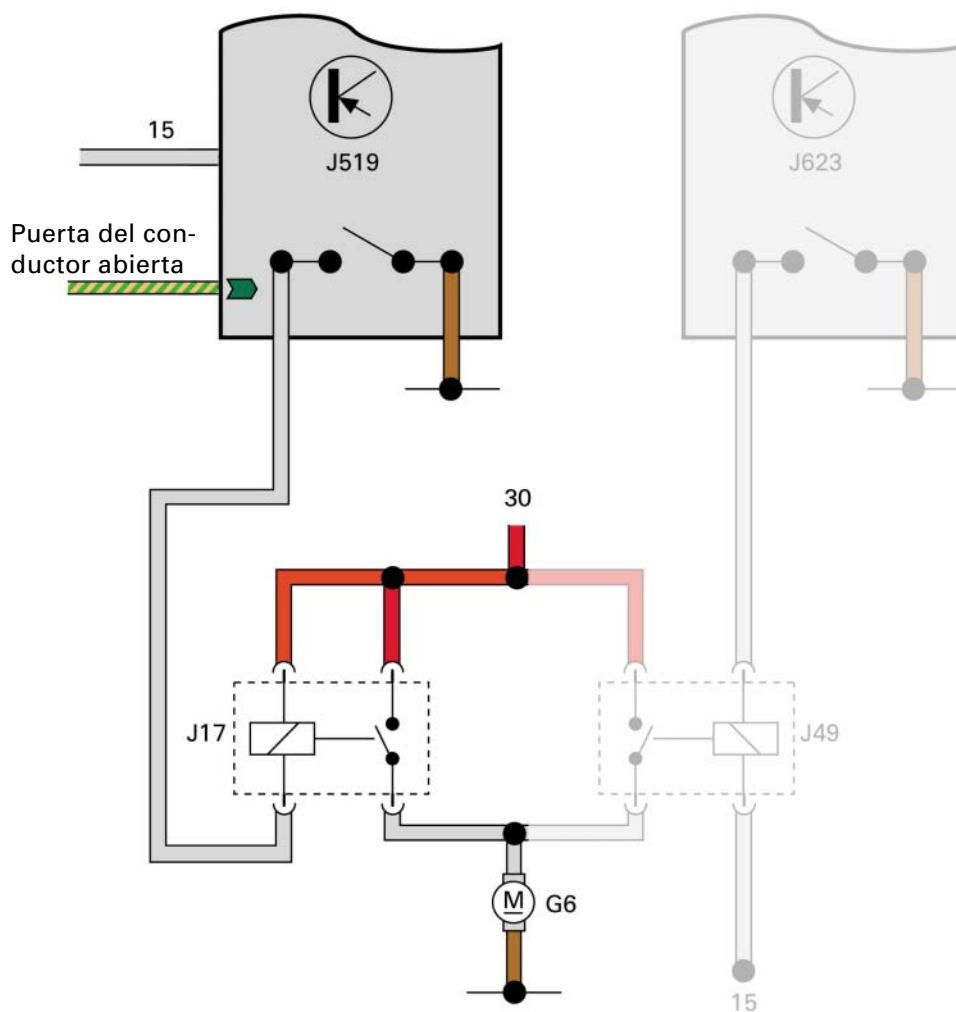 15
J519
J623
Puerta del con-
ductor abierta
30
J17
J49
M
G6
15